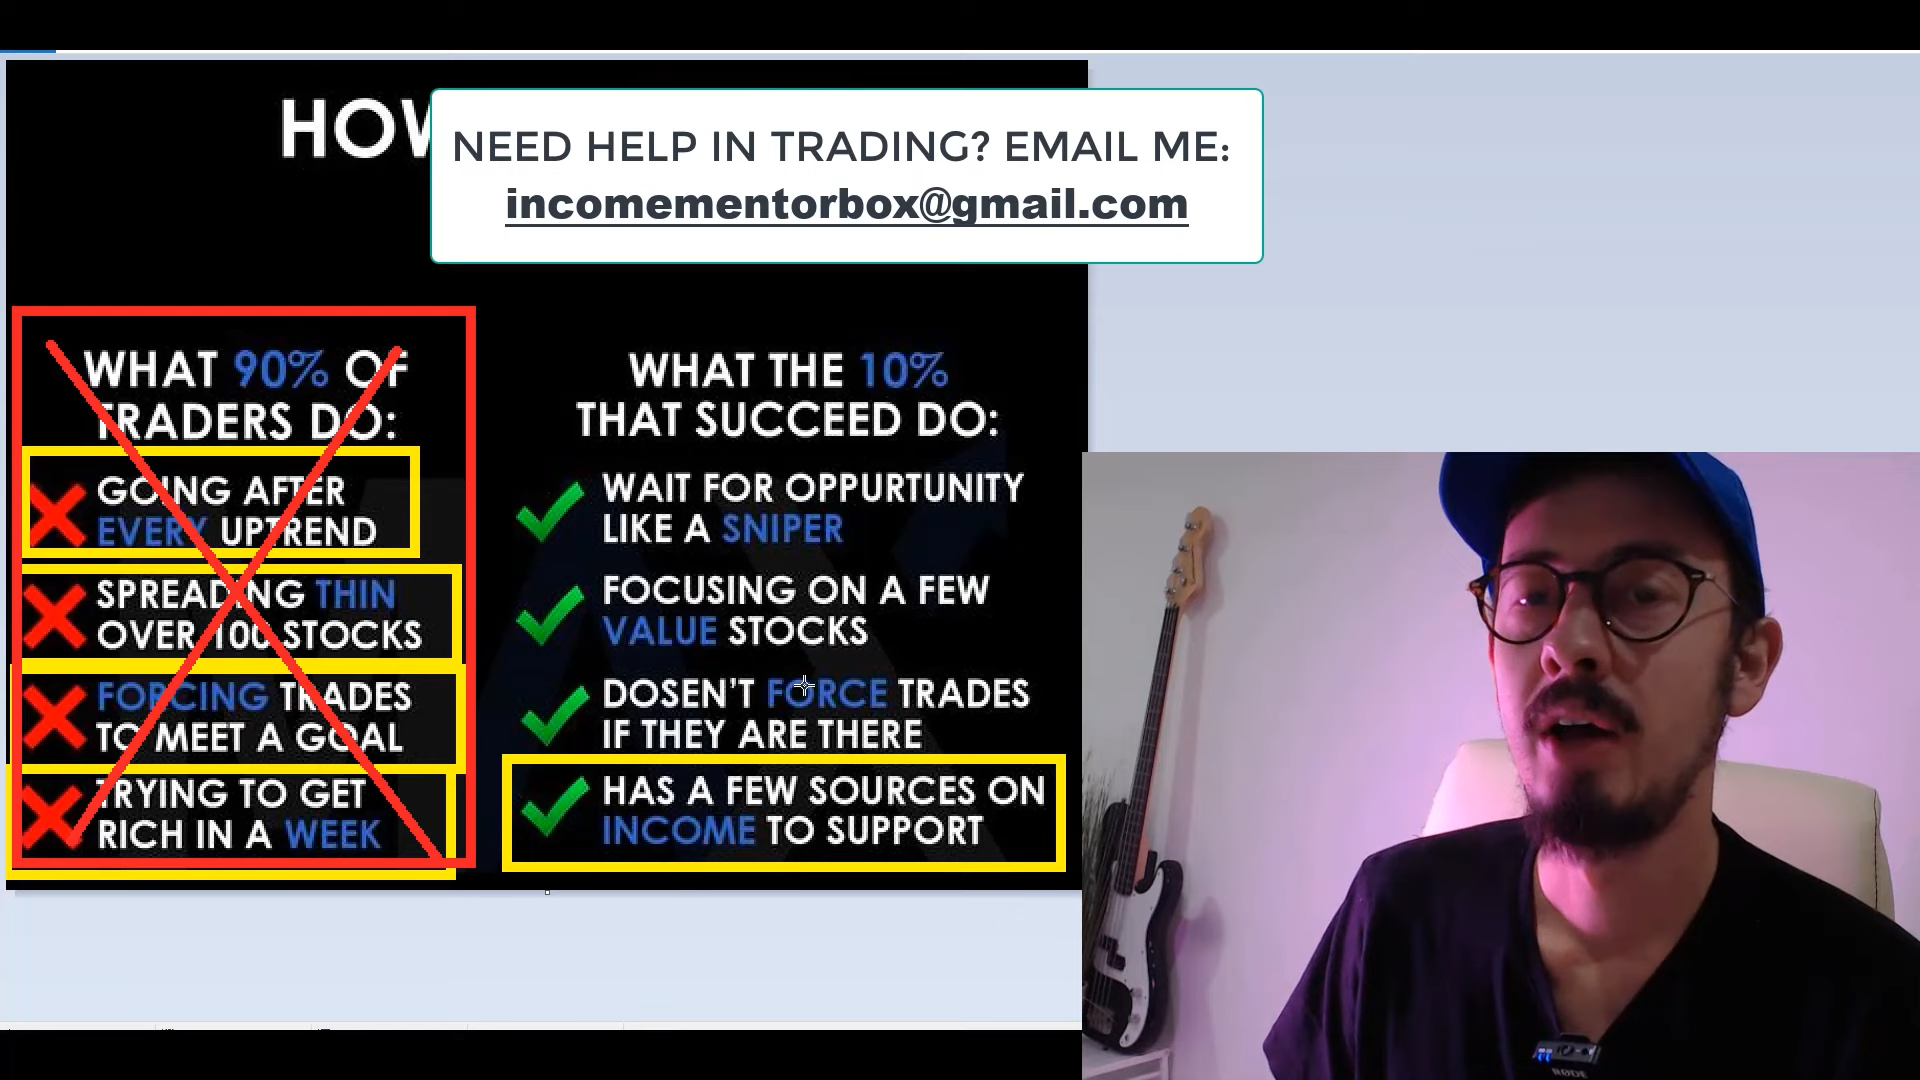 HOW
NEED HELP IN TRADING? EMAIL ME:
incomementorbox@gmail.com
WHAT 90% OF
TRADERS DO:
GOING AFTER
EVERY UPTREND
SPREADING THIN
OVER 100 STOCKS
FORCING TRADES
TO MEET A GOAL
TRYING TO GET
RICH IN A WEEK
WHAT THE 10%
THAT SUCCEED DO:
WAIT FOR OPPURTUNITY
LIKE A SNIPER
FOCUSING ON A FEW
VALUE STOCKS
DOSEN'T FORCE TRADES
IF THEY ARE THERE
HAS A FEW SOURCES ON
INCOME TO SUPPORT
RØDE